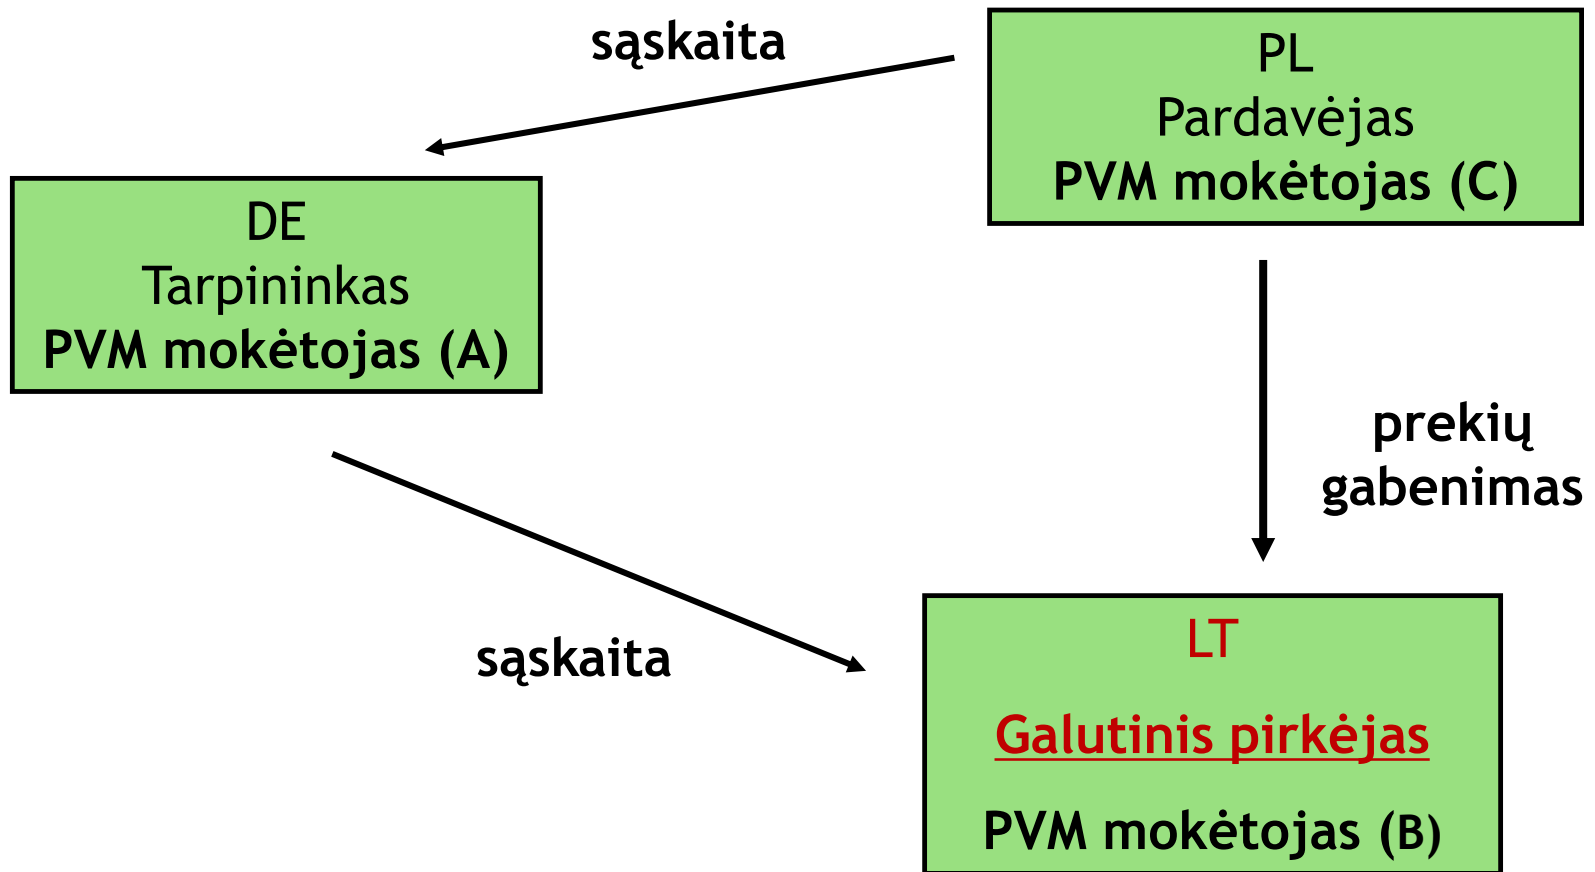 sąskaita
PL
Pardavėjas
PVM mokėtojas (C)
DE
Tarpininkas
PVM mokėtojas (A)
prekių
gabenimas
sąskaita
LT
Galutinis pirkėjas
PVM mokėtojas (B)